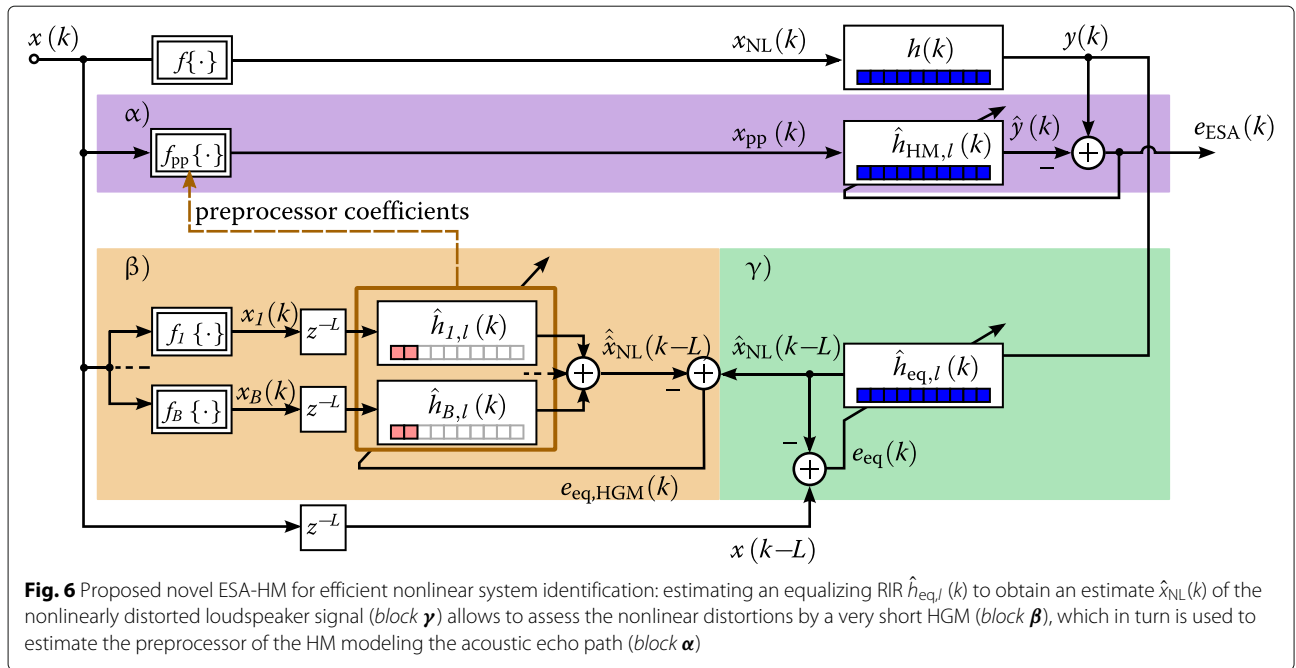 x(k)
f{·}
x_NL(k)
h(k)
y(k)
α)
f_pp{·}
x_pp(k)
ĥ_HM,l(k)
ŷ(k)
+
−
e_ESA(k)
preprocessor coefficients
β)
γ)
f_1{·}
x_1(k)
z^−L
ĥ_1,l(k)
f_B{·}
x_B(k)
z^−L
ĥ_B,l(k)
+
x̂̂_NL(k−L)
−
+
x̂_NL(k−L)
ĥ_eq,l(k)
−
+
e_eq(k)
e_eq,HGM(k)
z^−L
x(k−L)
Fig. 6 Proposed novel ESA-HM for efficient nonlinear system identification: estimating an equalizing RIR ĥ_eq,l(k) to obtain an estimate x̂_NL(k) of the
nonlinearly distorted loudspeaker signal (block γ) allows to assess the nonlinear distortions by a very short HGM (block β), which in turn is used to
estimate the preprocessor of the HM modeling the acoustic echo path (block α)